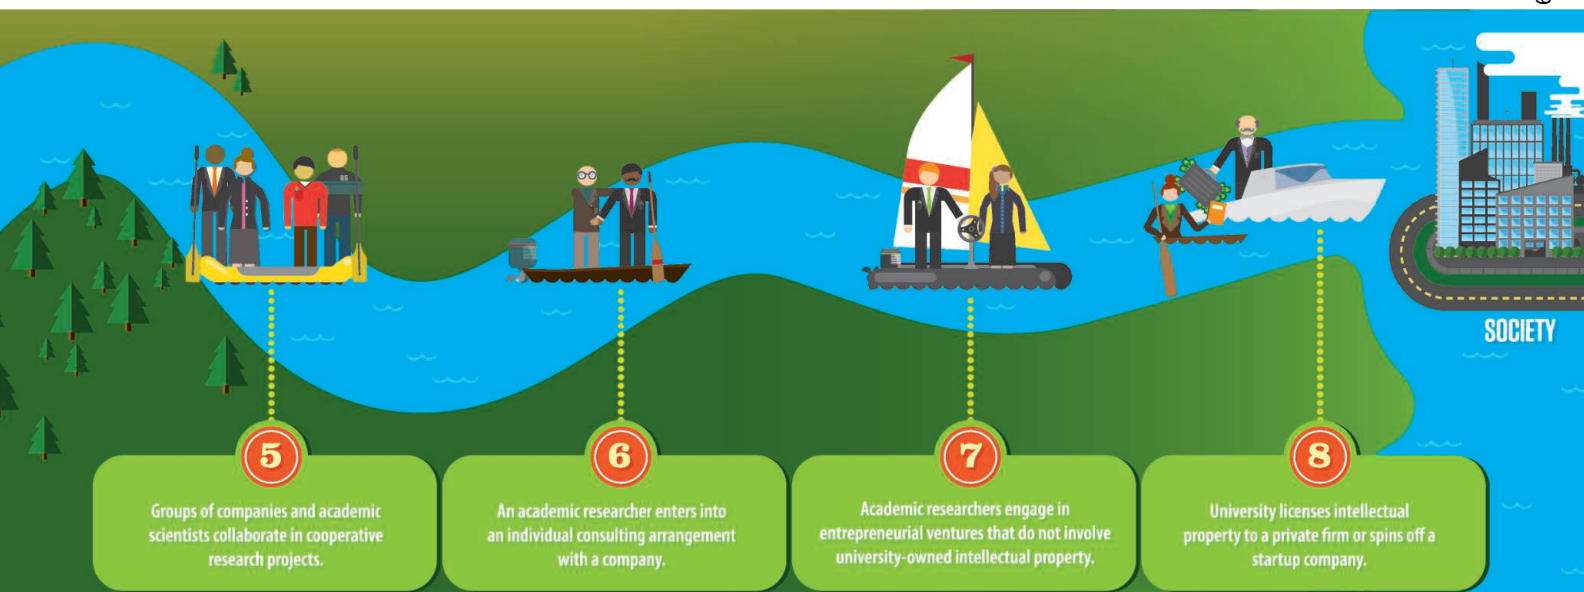 SOCIETY
5
Groups of companies and academic
scientists collaborate in cooperative
research projects.
6
An academic researcher enters into
an individual consulting arrangement
with a company.
7
Academic researchers engage in
entrepreneurial ventures that do not involve
university-owned intellectual property.
8
University licenses intellectual
property to a private firm or spins off a
startup company.